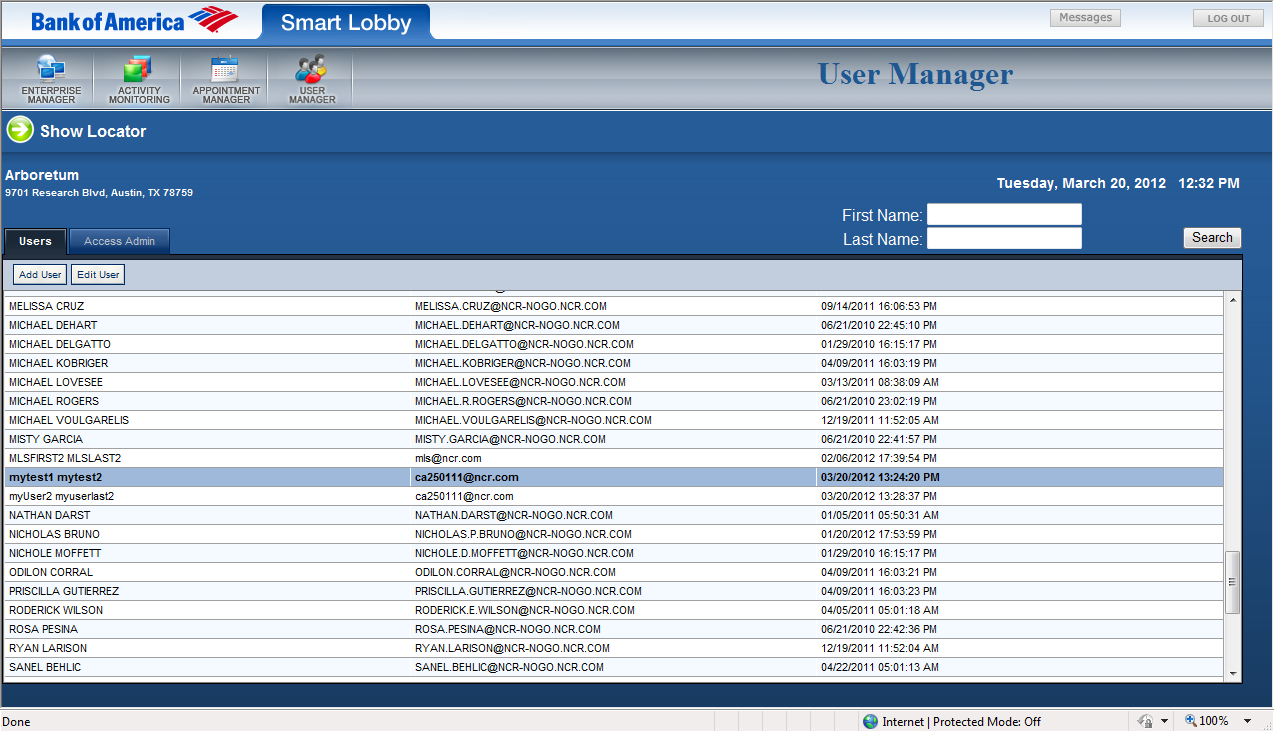 Bank of America Smart Lobby Messages LOG OUT
ENTERPRISE MANAGER ACTIVITY MONITORING APPOINTMENT MANAGER USER MANAGER User Manager
Show Locator
Arboretum
9701 Research Blvd, Austin, TX 78759
Tuesday, March 20, 2012 12:32 PM
First Name:
Last Name: Search
Users Access Admin
Add User Edit User
MELISSA CRUZ MELISSA.CRUZ@NCR-NOGO.NCR.COM 09/14/2011 16:06:53 PM
MICHAEL DEHART MICHAEL.DEHART@NCR-NOGO.NCR.COM 06/21/2010 22:45:10 PM
MICHAEL DELGATTO MICHAEL.DELGATTO@NCR-NOGO.NCR.COM 01/29/2010 16:15:17 PM
MICHAEL KOBRIGER MICHAEL.KOBRIGER@NCR-NOGO.NCR.COM 04/09/2011 16:03:19 PM
MICHAEL LOVESEE MICHAEL.LOVESEE@NCR-NOGO.NCR.COM 03/13/2011 08:38:09 AM
MICHAEL ROGERS MICHAEL.R.ROGERS@NCR-NOGO.NCR.COM 06/21/2010 23:02:19 PM
MICHAEL VOULGARELIS MICHAEL.VOULGARELIS@NCR-NOGO.NCR.COM 12/19/2011 11:52:05 AM
MISTY GARCIA MISTY.GARCIA@NCR-NOGO.NCR.COM 06/21/2010 22:41:57 PM
MLSFIRST2 MLSLAST2 mls@ncr.com 02/06/2012 17:39:54 PM
mytest1 mytest2 ca250111@ncr.com 03/20/2012 13:24:20 PM
myUser2 myuserlast2 ca250111@ncr.com 03/20/2012 13:28:37 PM
NATHAN DARST NATHAN.DARST@NCR-NOGO.NCR.COM 01/05/2011 05:50:31 AM
NICHOLAS BRUNO NICHOLAS.P.BRUNO@NCR-NOGO.NCR.COM 01/20/2012 17:53:59 PM
NICHOLE MOFFETT NICHOLE.D.MOFFETT@NCR-NOGO.NCR.COM 01/29/2010 16:15:17 PM
ODILON CORRAL ODILON.CORRAL@NCR-NOGO.NCR.COM 04/09/2011 16:03:21 PM
PRISCILLA GUTIERREZ PRISCILLA.GUTIERREZ@NCR-NOGO.NCR.COM 04/09/2011 16:03:23 PM
RODERICK WILSON RODERICK.E.WILSON@NCR-NOGO.NCR.COM 04/05/2011 05:01:18 AM
ROSA PESINA ROSA.PESINA@NCR-NOGO.NCR.COM 06/21/2010 22:42:36 PM
RYAN LARISON RYAN.LARISON@NCR-NOGO.NCR.COM 12/19/2011 11:52:04 AM
SANEL BEHLIC SANEL.BEHLIC@NCR-NOGO.NCR.COM 04/22/2011 05:01:13 AM
Done Internet | Protected Mode: Off 100%